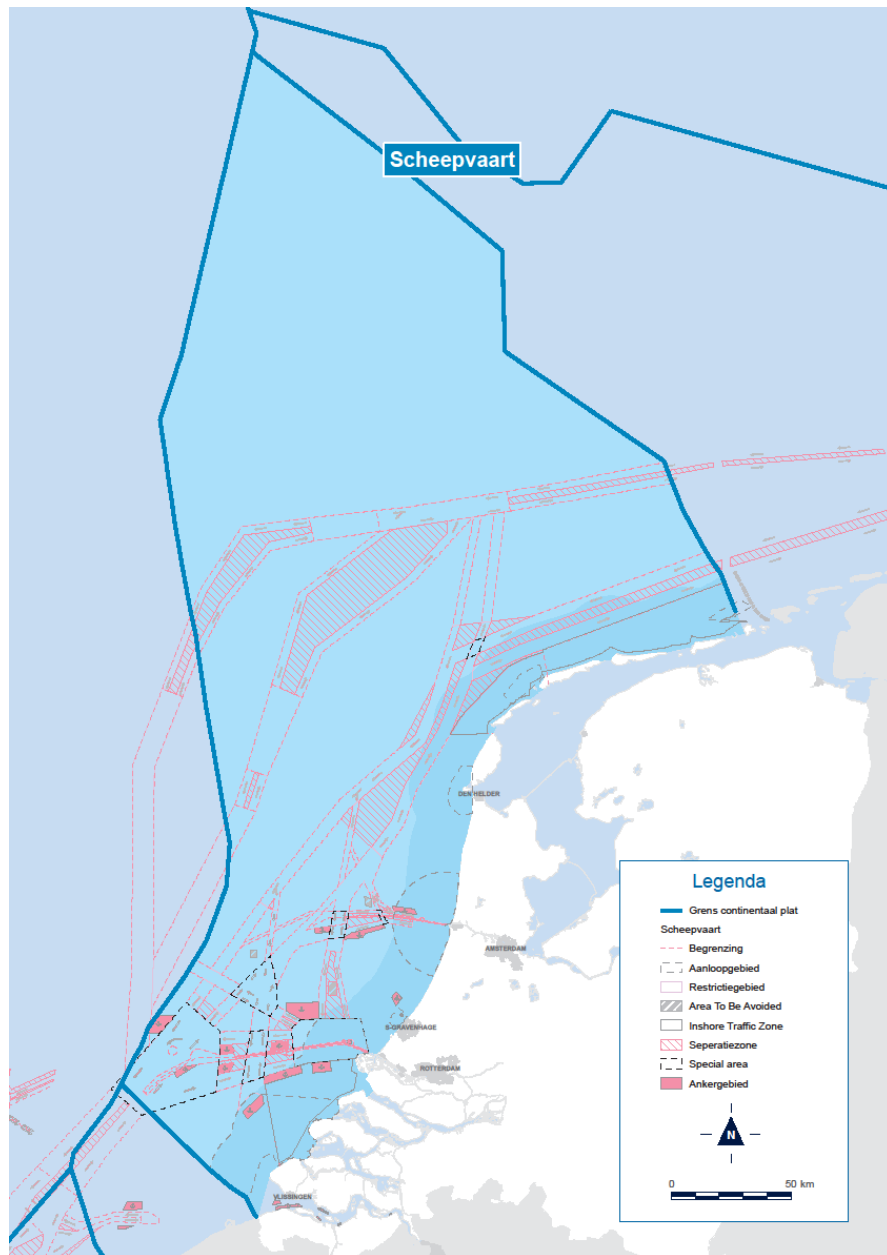 Scheepvaart
DEN HELDER
AMSTERDAM
S-GRAVENHAGE
ROTTERDAM
VLISSINGEN
Legenda
Grens continentaal plat
Scheepvaart
Begrenzing
Aanloopgebied
Restrictiegebied
Area To Be Avoided
Inshore Traffic Zone
Seperatiezone
Special area
Ankergebied
N
0 50 km